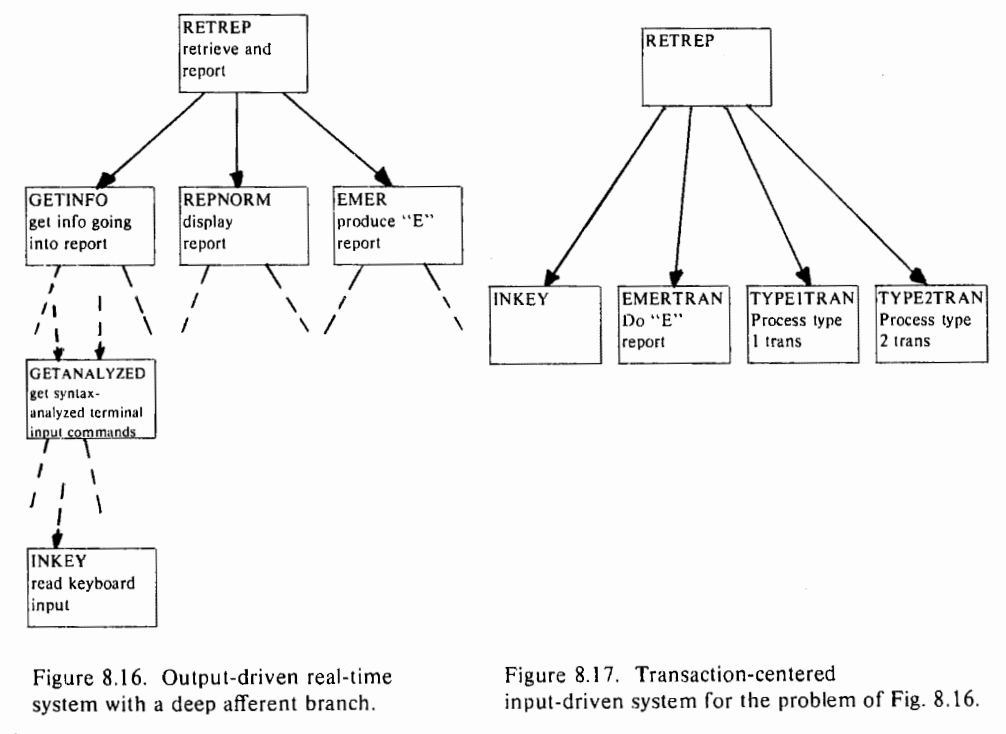 RETREP
retrieve and
report
GETINFO
get info going
into report
REPNORM
display
report
EMER
produce "E"
report
GETANALYZED
get syntax-
analyzed terminal
input commands
INKEY
read keyboard
input
Figure 8.16. Output-driven real-time
system with a deep afferent branch.
RETREP
INKEY
EMERTRAN
Do "E"
report
TYPE1TRAN
Process type
1 trans
TYPE2TRAN
Process type
2 trans
Figure 8.17. Transaction-centered
input-driven system for the problem of Fig. 8.16.